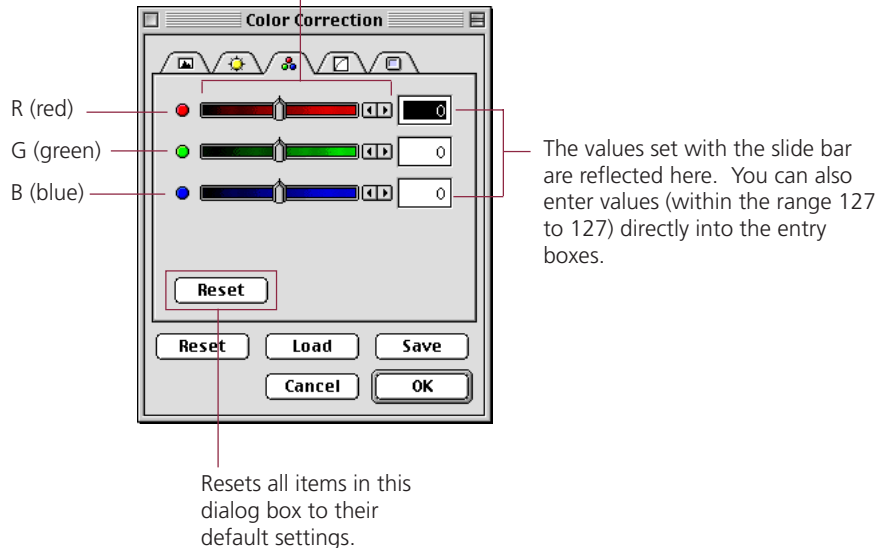 Color Correction
R (red)
0
G (green)
0
B (blue)
0
The values set with the slide bar
are reflected here.  You can also
enter values (within the range 127
to 127) directly into the entry
boxes.
Reset
Reset
Load
Save
Cancel
OK
Resets all items in this
dialog box to their
default settings.